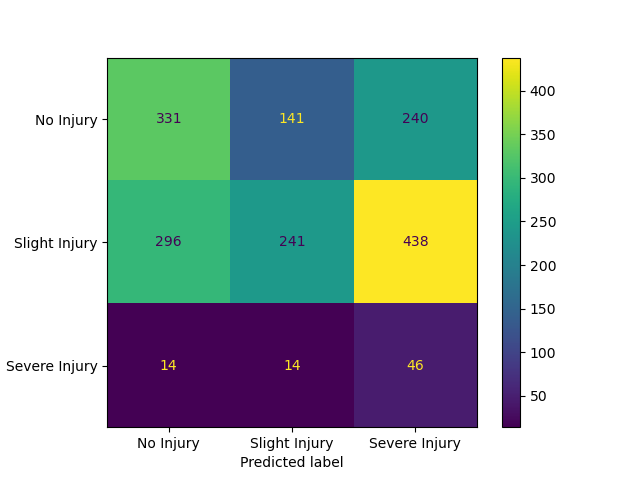 No Injury 331 141 240
Slight Injury 296 241 438
Severe Injury 14 14 46
No Injury Slight Injury Severe Injury
Predicted label
400
350
300
250
200
150
100
50